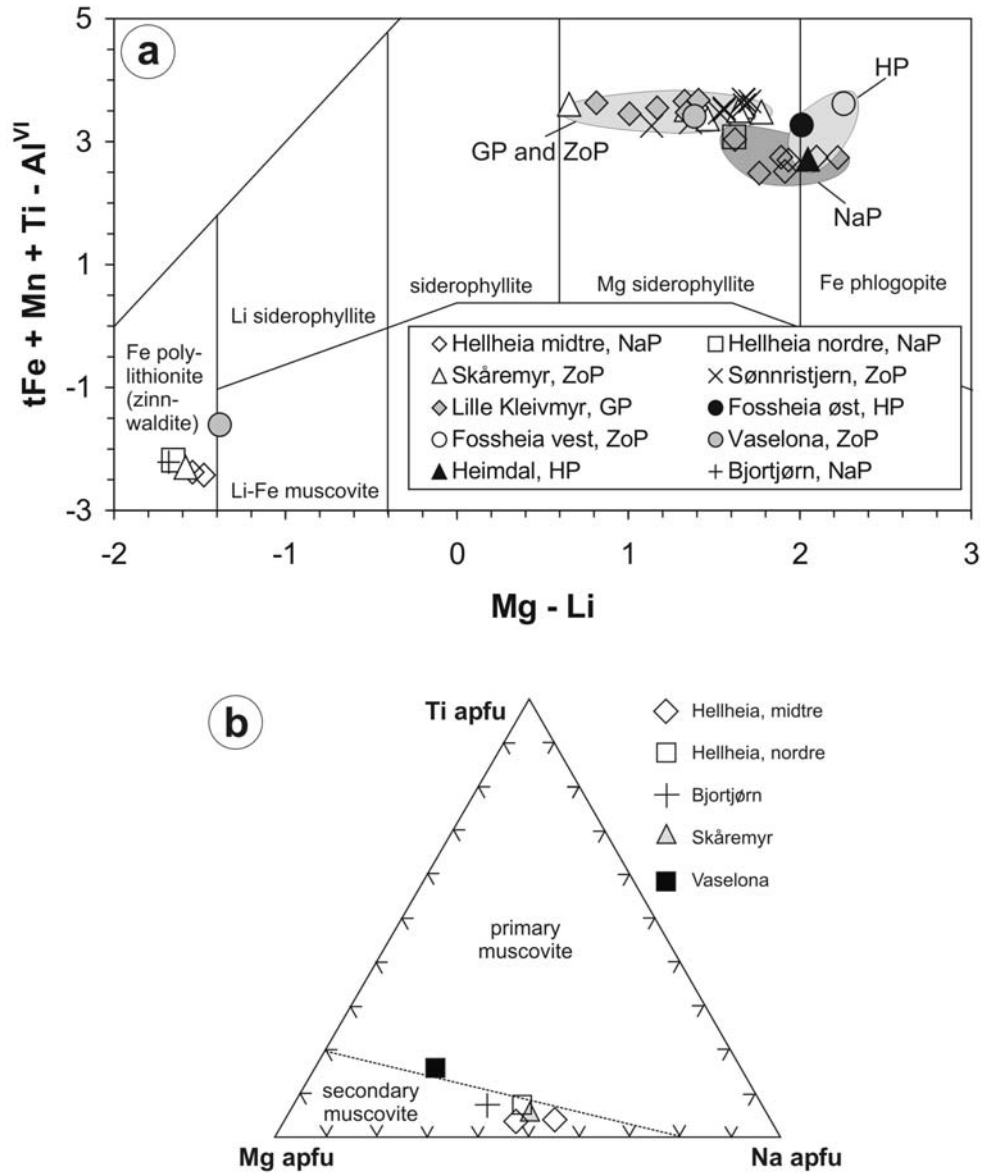 a
tFe + Mn + Ti - Al^VI
5
3
1
-1
-3
HP
GP and ZoP
NaP
siderophyllite
Mg siderophyllite
Fe phlogopite
Li siderophyllite
Fe poly-
lithionite
(zinn-
waldite)
Li-Fe muscovite
Hellheia midtre, NaP
Hellheia nordre, NaP
Skåremyr, ZoP
Sønnristjern, ZoP
Lille Kleivmyr, GP
Fossheia øst, HP
Fossheia vest, ZoP
Vaselona, ZoP
Heimdal, HP
Bjortjørn, NaP
-2 -1 0 1 2 3
Mg - Li
b
Ti apfu
Hellheia, midtre
Hellheia, nordre
Bjortjørn
Skåremyr
Vaselona
primary
muscovite
secondary
muscovite
Mg apfu
Na apfu